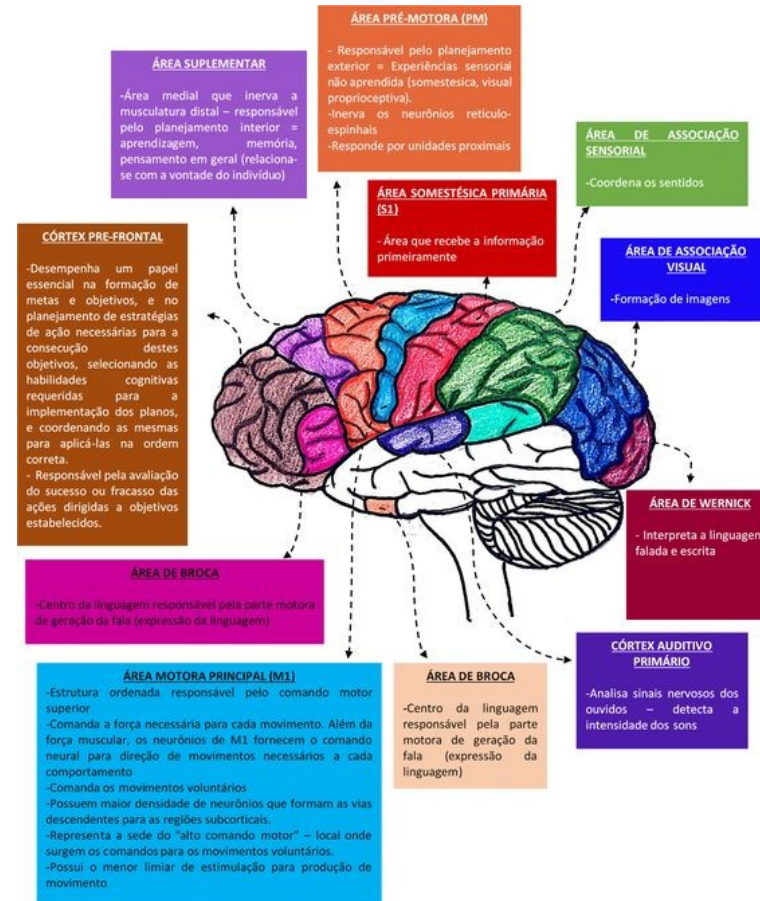 ÁREA PRÉ-MOTORA (PM)
- Responsável pelo planejamento
exterior = Experiências sensorial
não aprendida (somestesica, visual
proprioceptiva).
-Inerva os neurônios retículo-
espinhais
-Responde por unidades proximais
ÁREA SUPLEMENTAR
-Área medial que inerva a
musculatura distal – responsável
pelo planejamento interior =
aprendizagem, memória,
pensamento em geral (relaciona-
se com a vontade do indivíduo)
ÁREA DE ASSOCIAÇÃO
SENSORIAL
-Coordena os sentidos
ÁREA SOMESTÉSICA PRIMÁRIA
(S1)
- Área que recebe a informação
primeiramente
CÓRTEX PRE-FRONTAL
-Desempenha um papel
essencial na formação de
metas e objetivos, e no
planejamento de estratégias
de ação necessárias para a
consecução destes
objetivos, selecionando as
habilidades cognitivas
requeridas para a
implementação dos planos,
e coordenando as mesmas
para aplicá-las na ordem
correta.
- Responsável pela avaliação
do sucesso ou fracasso das
ações dirigidas a objetivos
estabelecidos.
ÁREA DE ASSOCIAÇÃO
VISUAL
-Formação de imagens
ÁREA DE WERNICK
- Interpreta a linguagem
falada e escrita
ÁREA DE BROCA
-Centro da linguagem responsável pela parte motora
de geração da fala (expressão da linguagem)
CÓRTEX AUDITIVO
PRIMÁRIO
-Analisa sinais nervosos dos
ouvidos – detecta a
intensidade dos sons
ÁREA MOTORA PRINCIPAL (M1)
-Estrutura ordenada responsável pelo comando motor
superior
-Comanda a força necessária para cada movimento. Além da
força muscular, os neurônios de M1 fornecem o comando
neural para direção de movimentos necessários a cada
comportamento
-Comanda os movimentos voluntários
-Possuem maior densidade de neurônios que formam as vias
descendentes para as regiões subcorticais.
-Representa a sede do "alto comando motor" – local onde
surgem os comandos para os movimentos voluntários.
-Possui o menor limiar de estimulação para produção de
movimento
ÁREA DE BROCA
-Centro da linguagem
responsável pela parte
motora de geração da
fala (expressão da
linguagem)